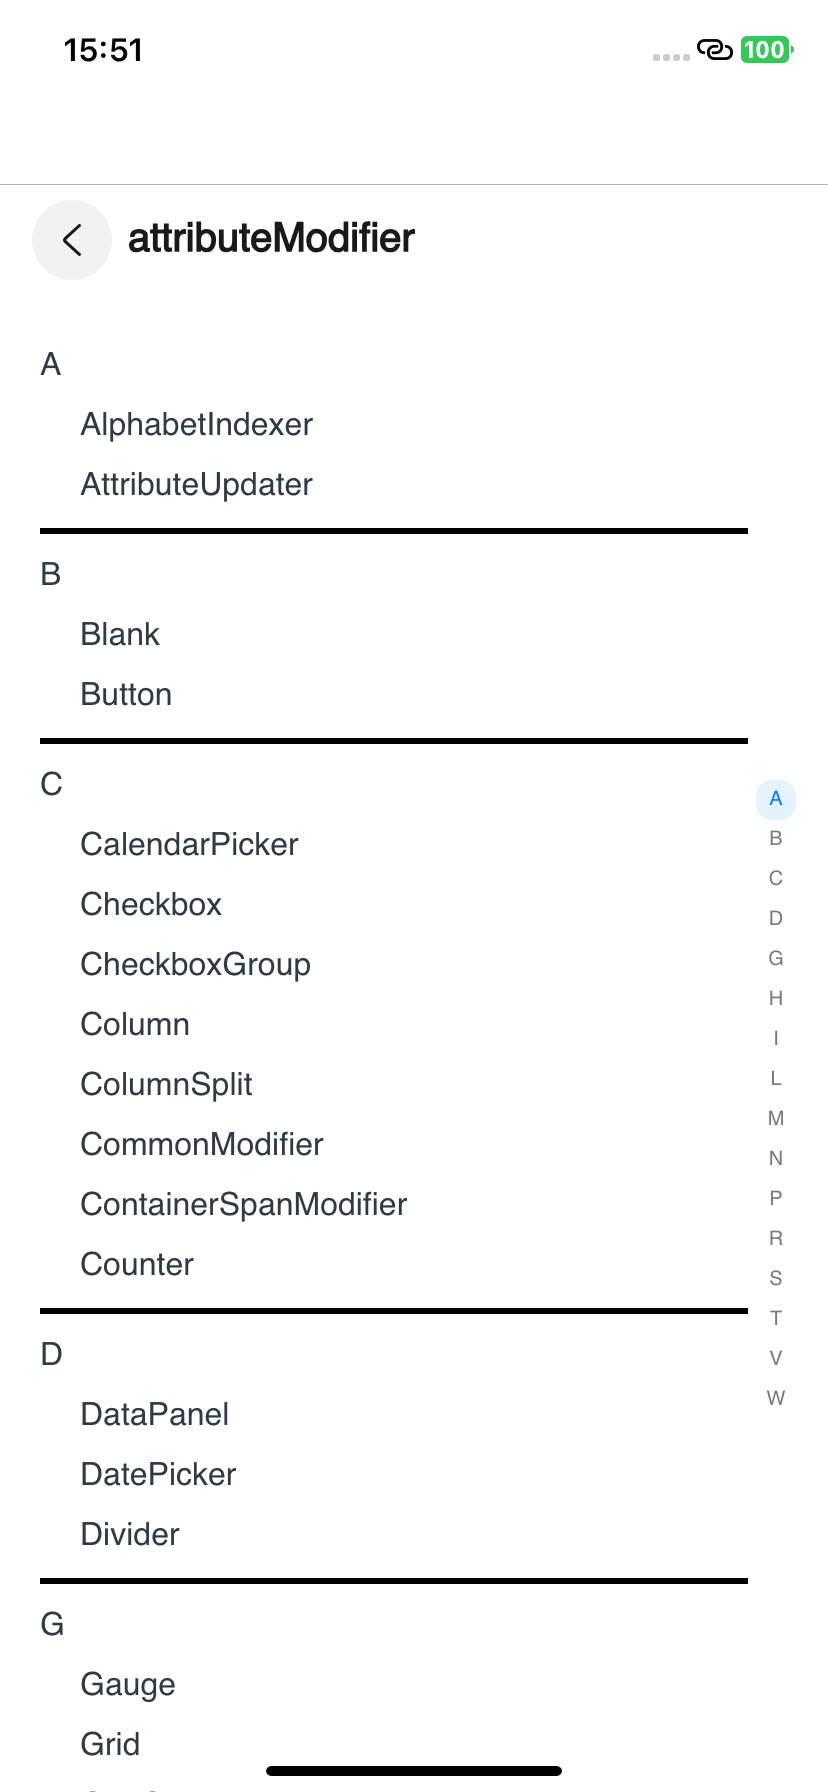 15:51
100
attributeModifier
A
AlphabetIndexer
AttributeUpdater
B
Blank
Button
C
CalendarPicker
Checkbox
CheckboxGroup
Column
ColumnSplit
CommonModifier
ContainerSpanModifier
Counter
D
DataPanel
DatePicker
Divider
G
Gauge
Grid
A
B
C
D
G
H
I
L
M
N
P
R
S
T
V
W